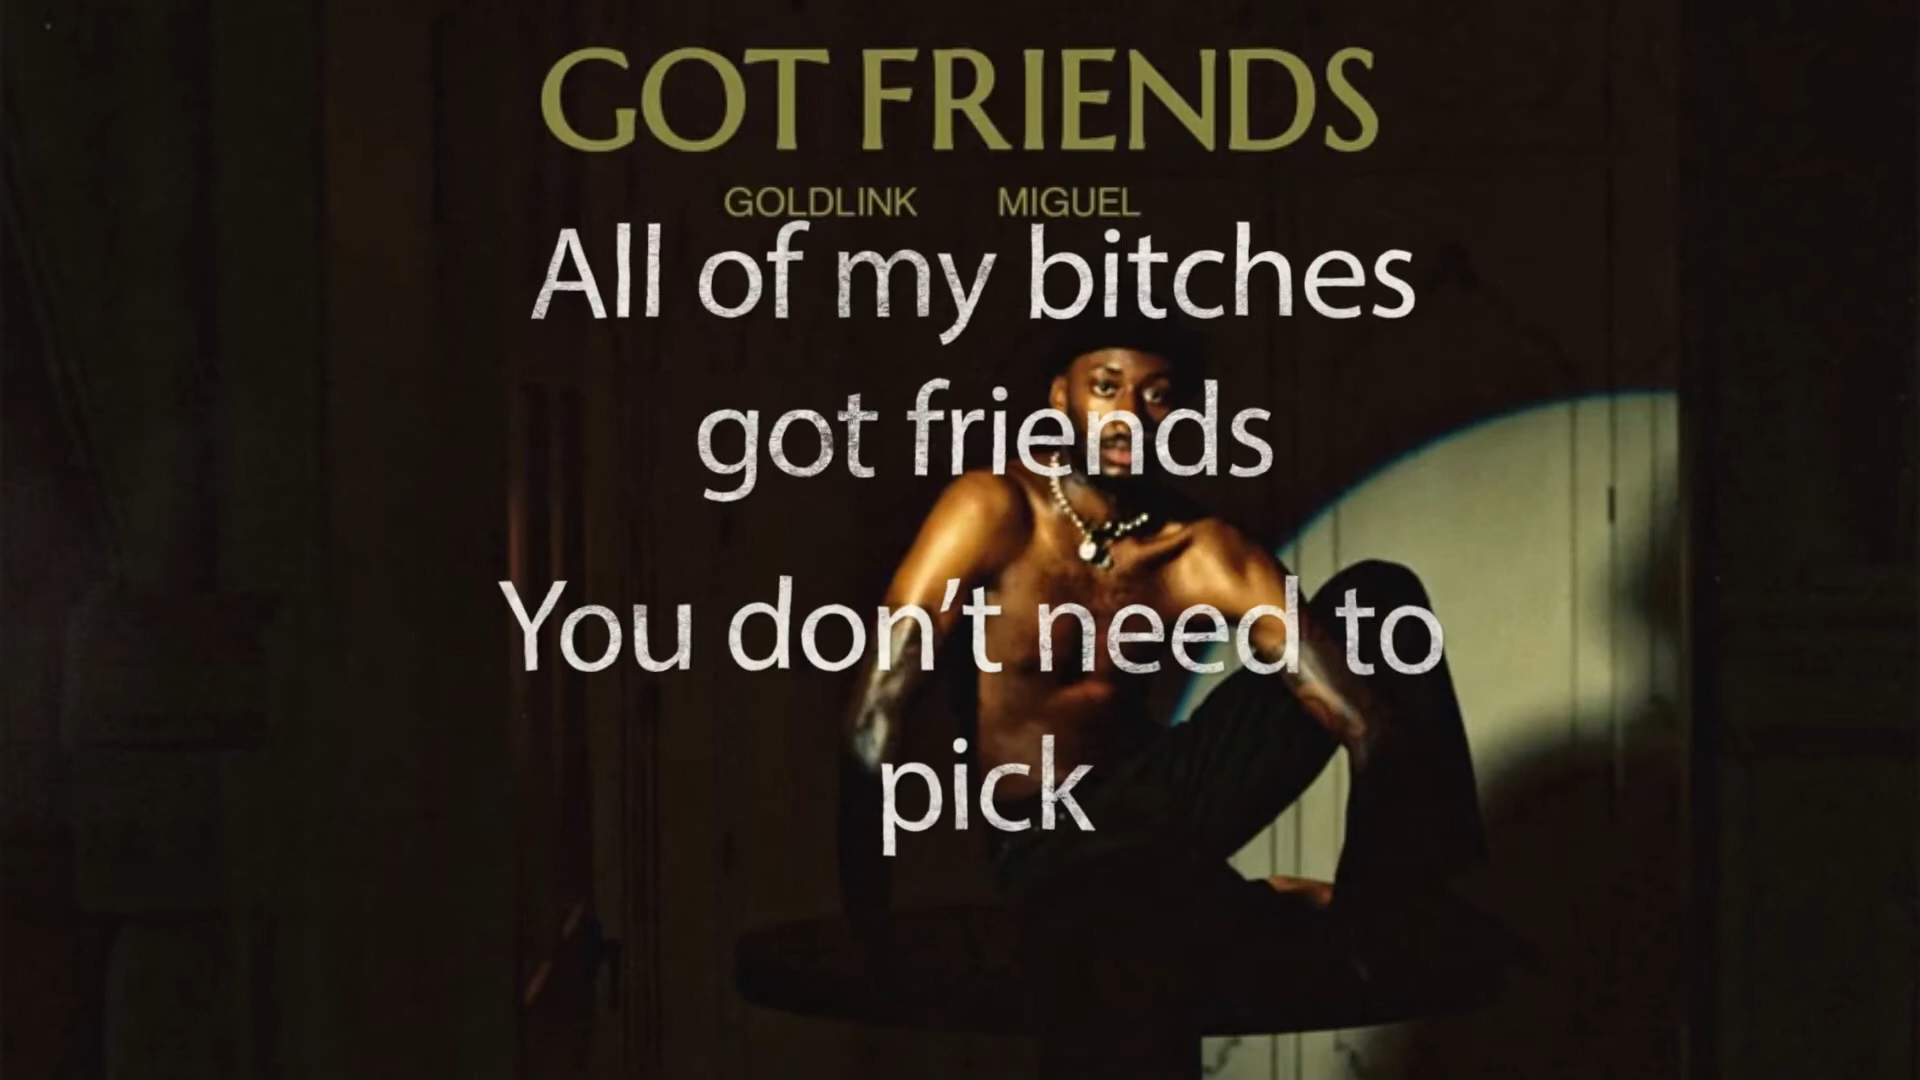 GOT FRIENDS
GOLDLINK MIGUEL
All of my bitches
got friends
You don’t need to
pick